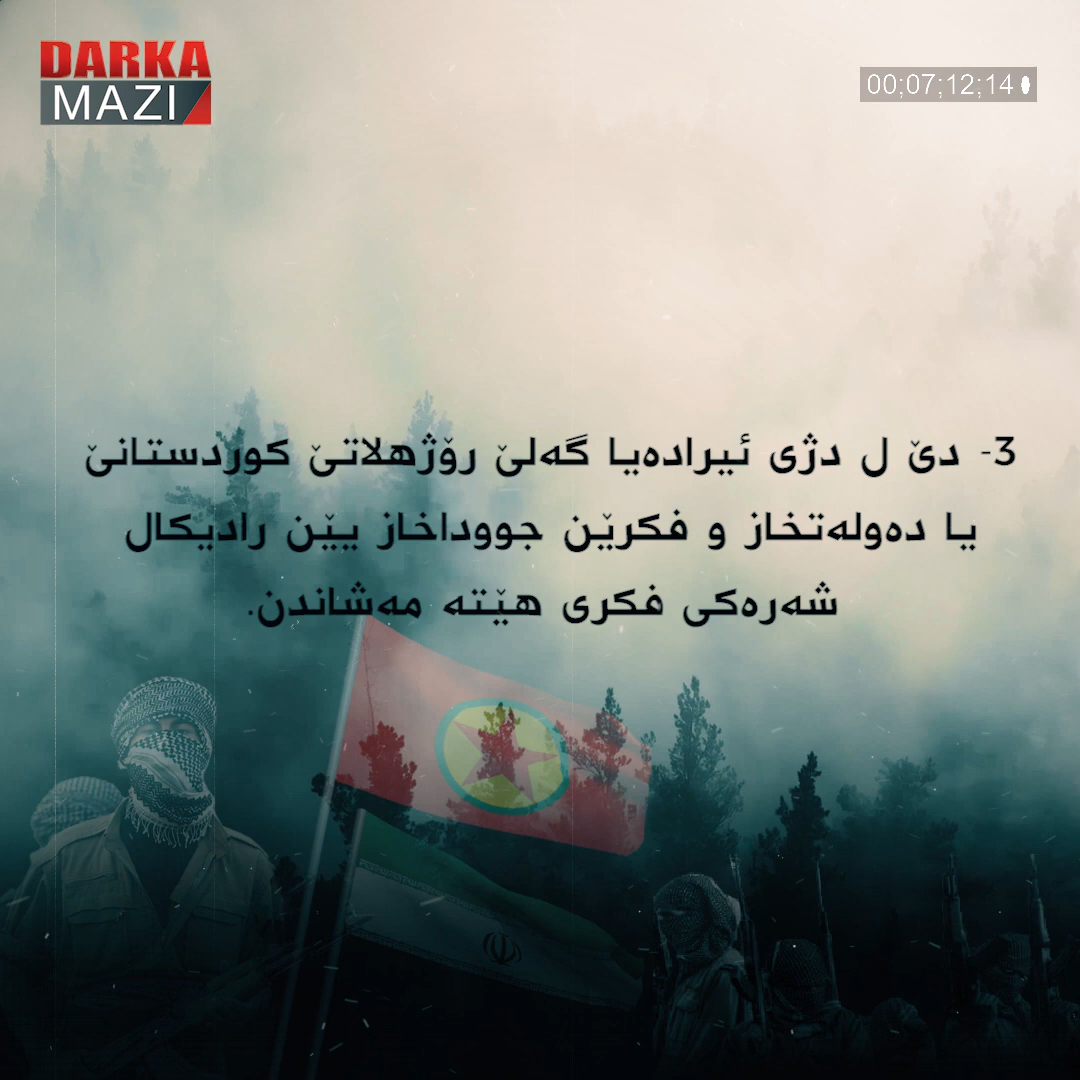 DARKA
MAZI
00;07;12;14
3- دێ ل دژی ئیرادەیا گەلێ رۆژهلاتێ کوردستانێ
یا دەولەتخاز و فکرێن جووداخاز یێن رادیکال
شەرەکی فکری هێتە مەشاندن.